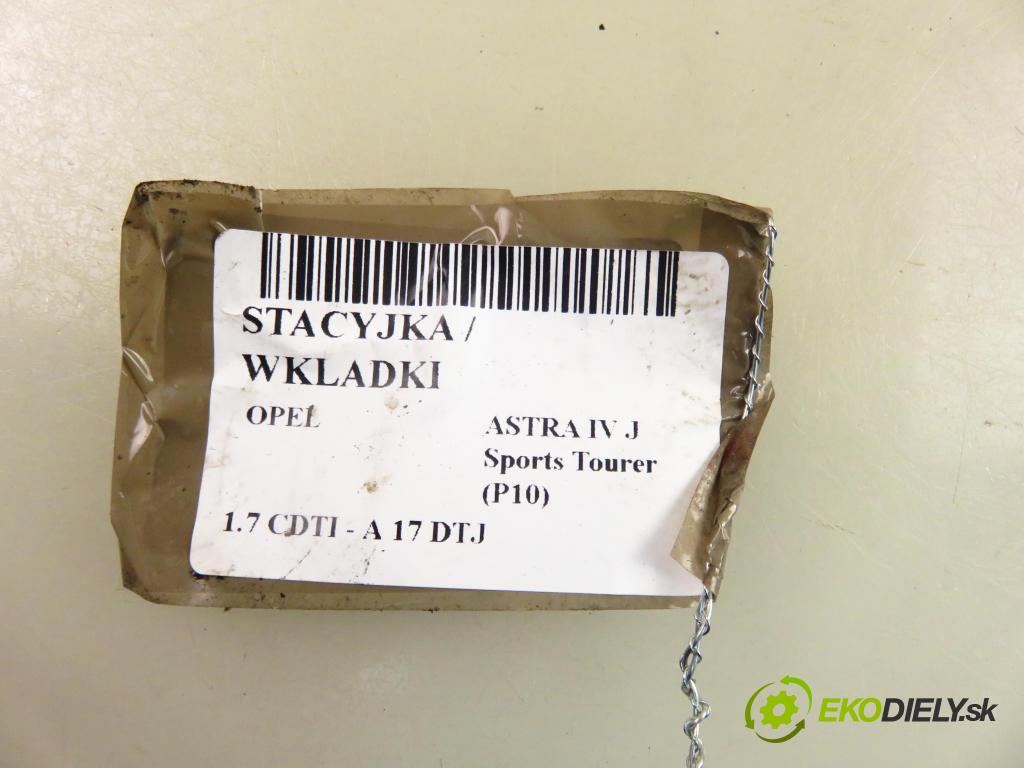 STACYJKA /
WKLADKI
OPEL
ASTRA IV J
Sports Tourer
(P10)
1.7 CDTI - A 17 DTJ
EKODIELY.sk